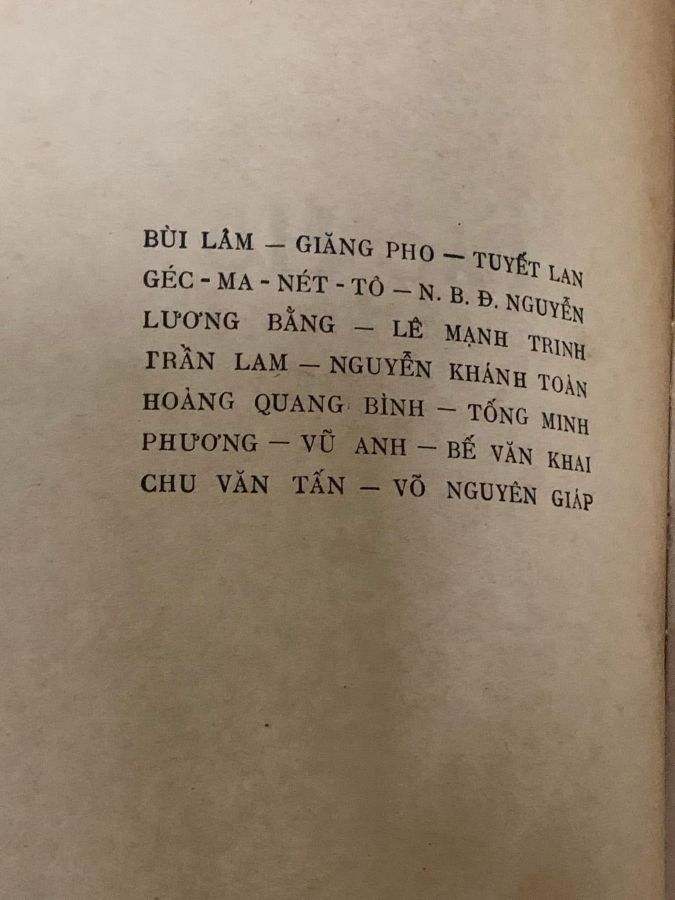 BÙI LÂM — GIĂNG PHO — TUYẾT LAN
GÉC - MA - NÉT - TÔ — N. B. Đ. NGUYỄN
LƯƠNG BẰNG — LÊ MẠNH TRINH
TRẦN LAM — NGUYỄN KHÁNH TOÀN
HOÀNG QUANG BÌNH — TỐNG MINH
PHƯƠNG — VŨ ANH — BẾ VĂN KHAI
CHU VĂN TẤN — VÕ NGUYÊN GIÁP